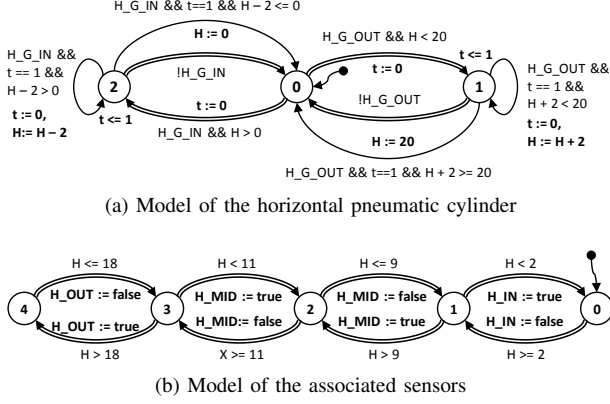 H_G_IN && t==1 && H – 2 <= 0
H := 0
H_G_OUT && H < 20
H_G_IN &&
t == 1 &&
H – 2 > 0
t := 0,
H:= H – 2
2
t <= 1
!H_G_IN
t := 0
H_G_IN && H > 0
0
t := 0
!H_G_OUT
H := 20
H_G_OUT && t==1 && H + 2 >= 20
t <= 1
1
H_G_OUT &&
t == 1 &&
H + 2 < 20
t := 0,
H := H + 2
(a) Model of the horizontal pneumatic cylinder
H <= 18
H < 11
H <= 9
H < 2
H_OUT := false
H_MID := true
H_MID := false
H_IN := true
4
3
2
1
0
H_OUT := true
H_MID:= false
H_MID := true
H_IN := false
H > 18
X >= 11
H > 9
H >= 2
(b) Model of the associated sensors